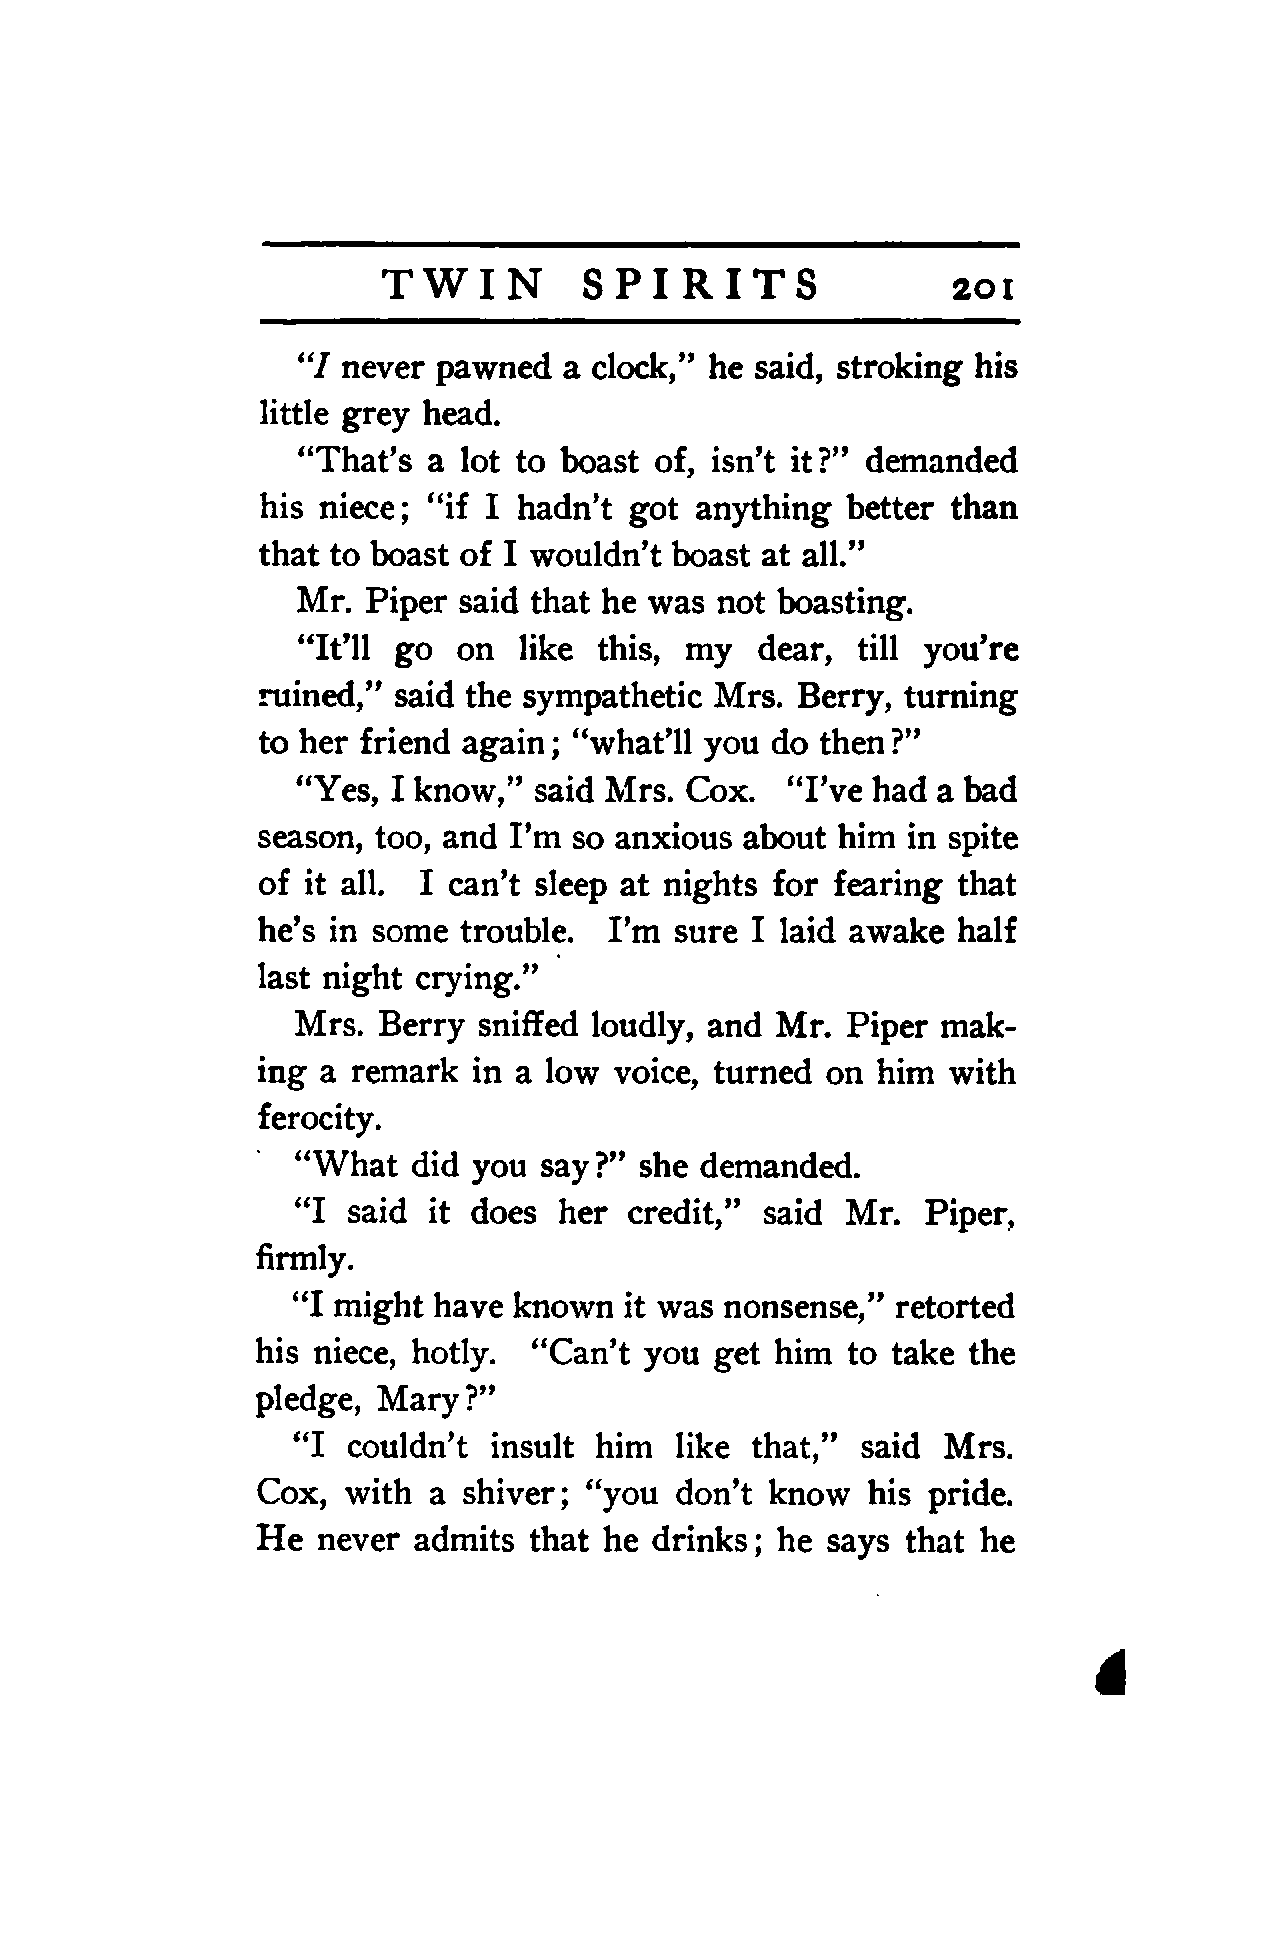 TWIN SPIRITS 201
"I never pawned a clock," he said, stroking his
little grey head.
"That's a lot to boast of, isn't it?" demanded
his niece; "if I hadn't got anything better than
that to boast of I wouldn't boast at all."
Mr. Piper said that he was not boasting.
"It'll go on like this, my dear, till you're
ruined," said the sympathetic Mrs. Berry, turning
to her friend again; "what'll you do then?"
"Yes, I know," said Mrs. Cox. "I've had a bad
season, too, and I'm so anxious about him in spite
of it all. I can't sleep at nights for fearing that
he's in some trouble. I'm sure I laid awake half
last night crying."
Mrs. Berry sniffed loudly, and Mr. Piper mak-
ing a remark in a low voice, turned on him with
ferocity.
"What did you say?" she demanded.
"I said it does her credit," said Mr. Piper,
firmly.
"I might have known it was nonsense," retorted
his niece, hotly. "Can't you get him to take the
pledge, Mary?"
"I couldn't insult him like that," said Mrs.
Cox, with a shiver; "you don't know his pride.
He never admits that he drinks; he says that he